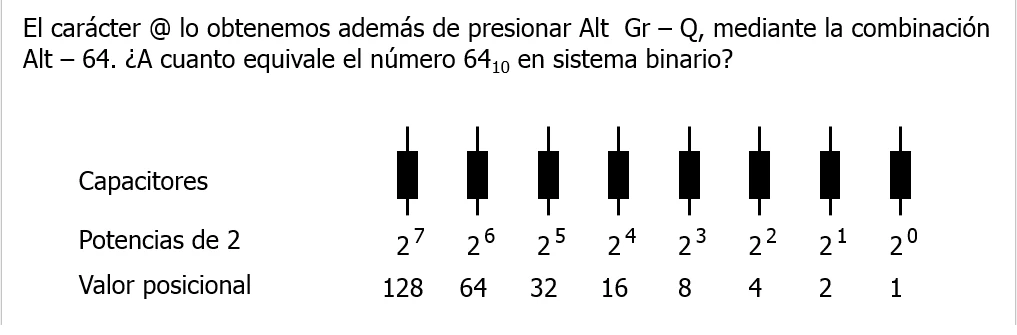 El carácter @ lo obtenemos además de presionar Alt Gr – Q, mediante la combinación
Alt – 64. ¿A cuanto equivale el número 64₁₀ en sistema binario?
Capacitores
Potencias de 2 2⁷ 2⁶ 2⁵ 2⁴ 2³ 2² 2¹ 2⁰
Valor posicional 128 64 32 16 8 4 2 1